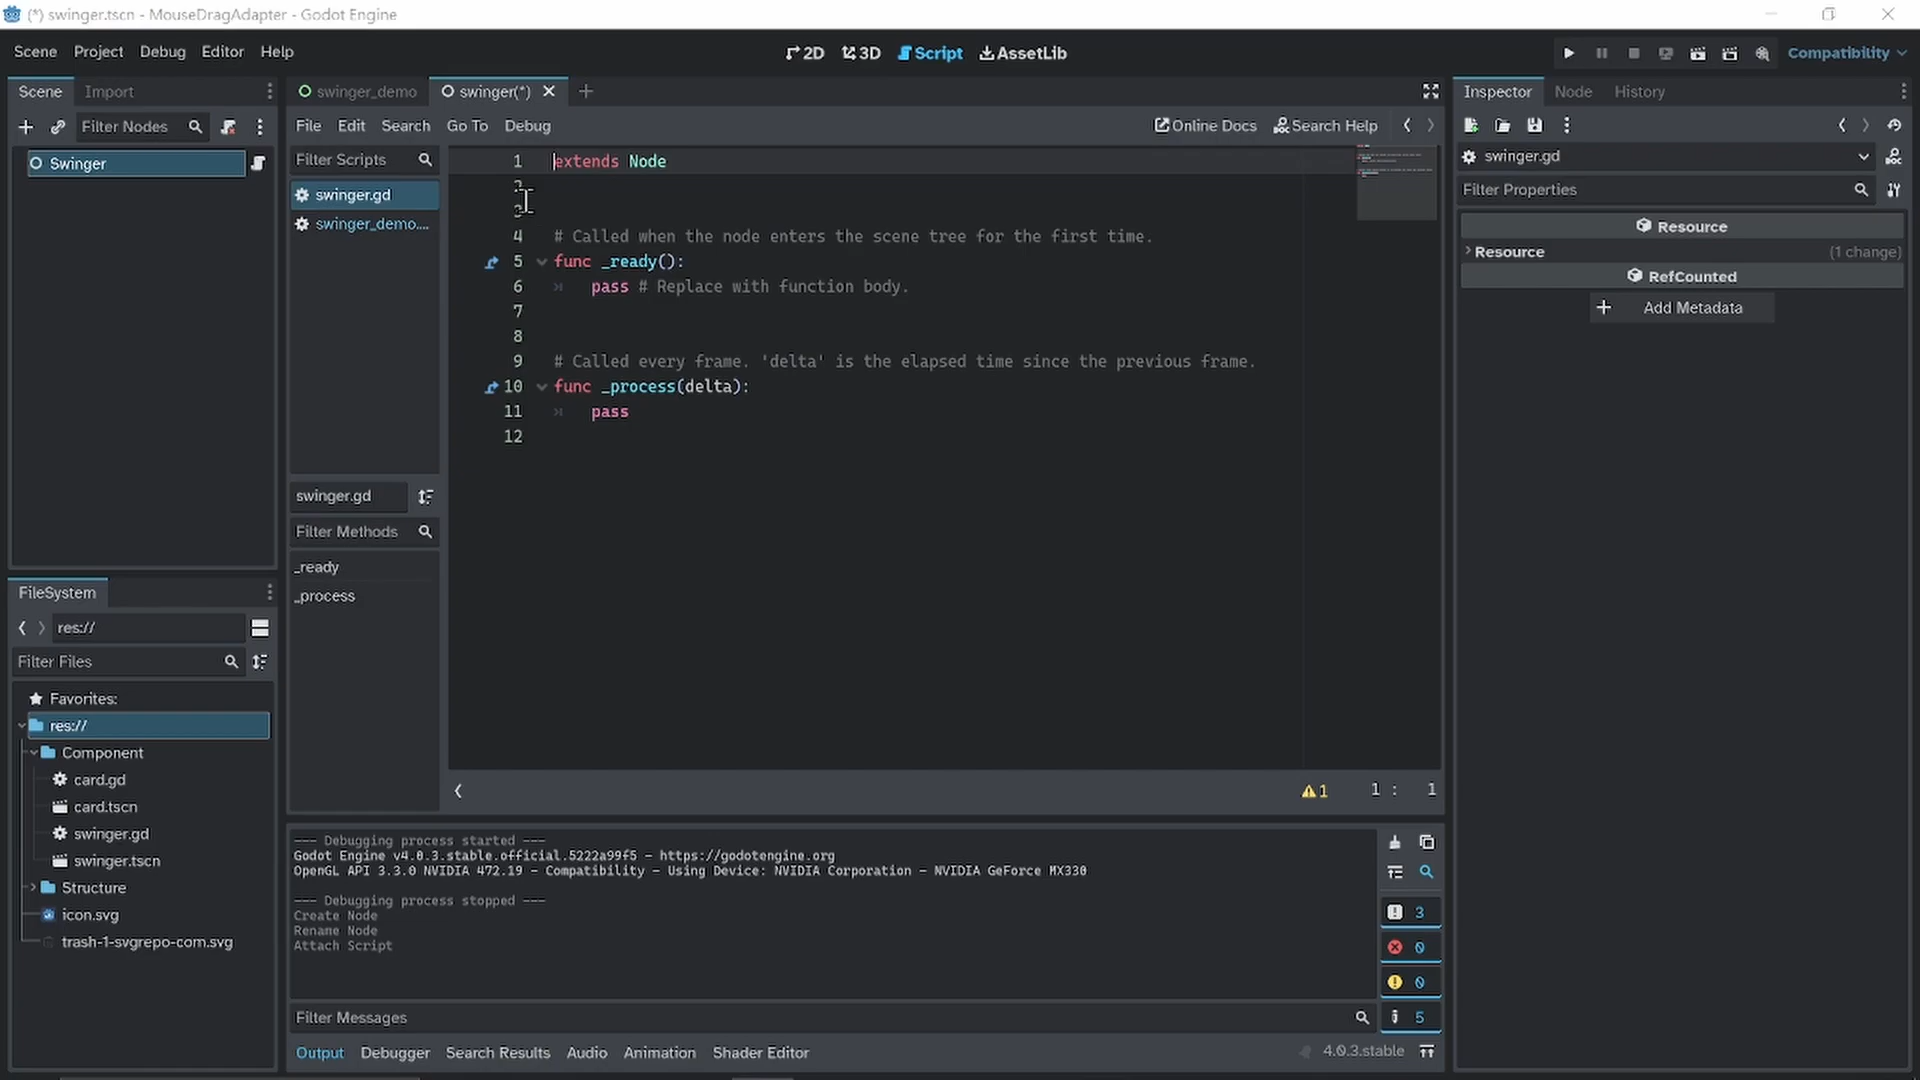 (*) swinger.tscn - MouseDragAdapter - Godot Engine
Scene Project Debug Editor Help
2D 3D Script AssetLib
Compatibility
Scene Import
swinger_demo swinger(*)
Inspector Node History
Filter Nodes
File Edit Search Go To Debug
Online Docs Search Help
Swinger
Filter Scripts
swinger.gd
swinger_demo....
swinger.gd
Filter Methods
_ready
_process
1 extends Node
2
3
4 # Called when the node enters the scene tree for the first time.
5 func _ready():
6 pass # Replace with function body.
7
8
9 # Called every frame. 'delta' is the elapsed time since the previous frame.
10 func _process(delta):
11 pass
12
1 1 : 1
swinger.gd
Filter Properties
Resource
Resource (1 change)
RefCounted
Add Metadata
FileSystem
res://
Filter Files
Favorites:
res://
Component
card.gd
card.tscn
swinger.gd
swinger.tscn
Structure
icon.svg
trash-1-svgrepo-com.svg
--- Debugging process started ---
Godot Engine v4.0.3.stable.official.5222a99f5 - https://godotengine.org
OpenGL API 3.3.0 NVIDIA 472.19 - Compatibility - Using Device: NVIDIA Corporation - NVIDIA GeForce MX330
--- Debugging process stopped ---
Create Node
Rename Node
Attach Script
3
0
0
5
Filter Messages
Output Debugger Search Results Audio Animation Shader Editor
4.0.3.stable